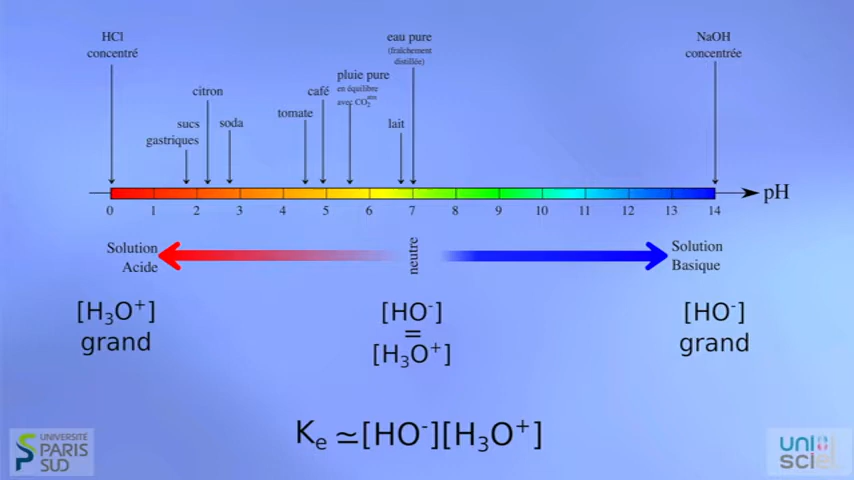 HCl
concentré
sucs
gastriques
citron
soda
tomate
café
pluie pure
en équilibre
avec CO₂ atm
lait
eau pure
(fraîchement
distillée)
NaOH
concentrée
0 1 2 3 4 5 6 7 8 9 10 11 12 13 14
pH
Solution
Acide
neutre
Solution
Basique
[H₃O⁺]
grand
[HO⁻]
=
[H₃O⁺]
[HO⁻]
grand
Kₑ ≃[HO⁻][H₃O⁺]
UNIVERSITÉ
PARIS
SUD
uni
sciel